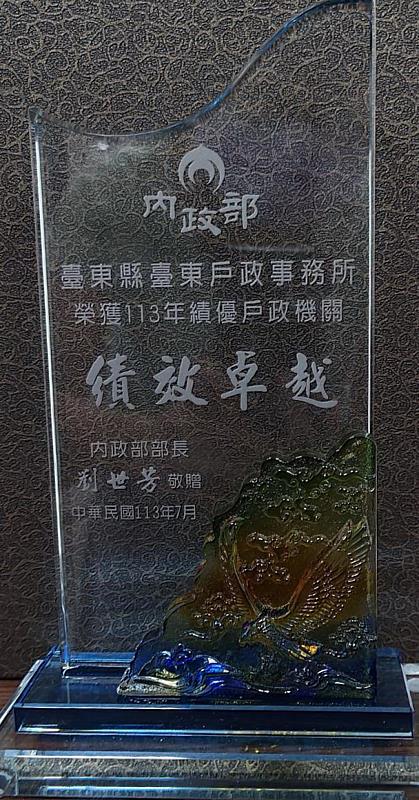 內政部
臺東縣臺東戶政事務所
榮獲113年績優戶政機關
績效卓越
內政部部長
劉世芳 敬贈
中華民國113年7月